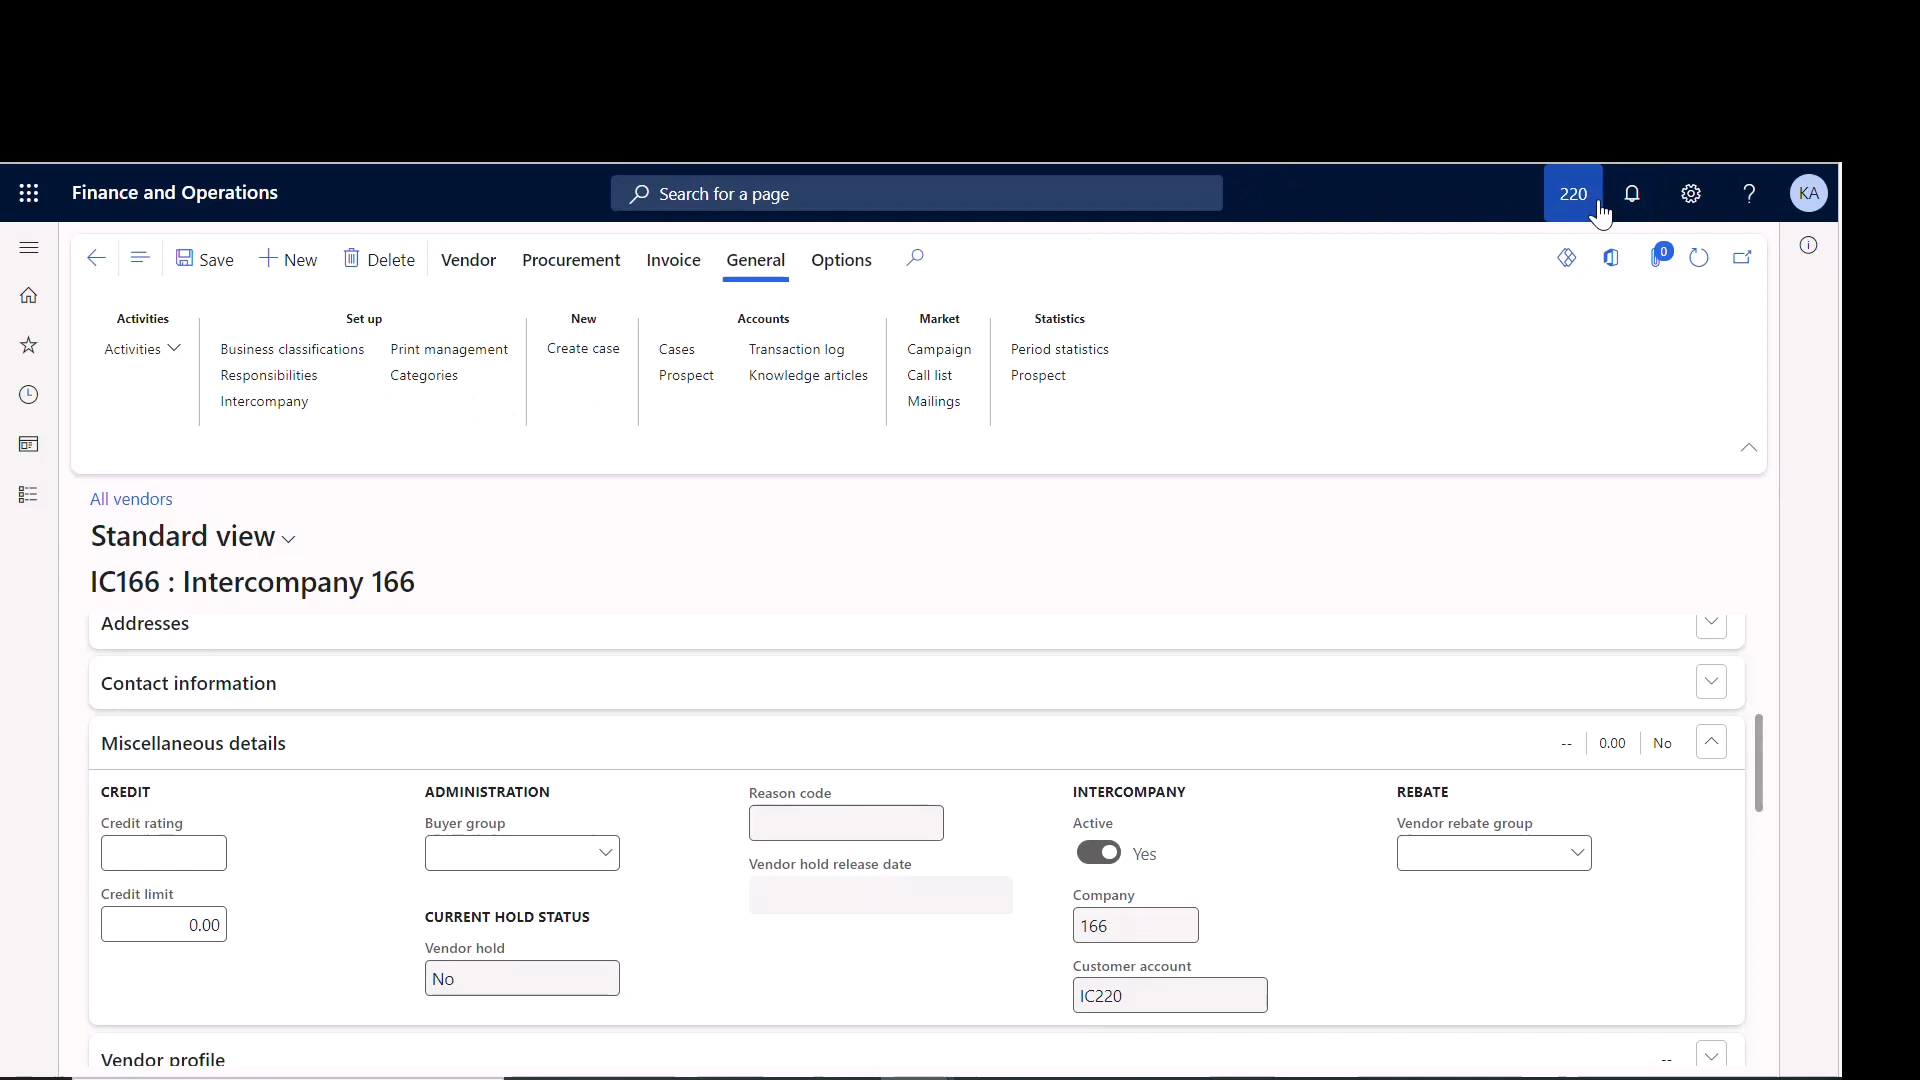 Finance and Operations
Search for a page
220
?
KA
Save
New
Delete
Vendor
Procurement
Invoice
General
Options
0
Activities
Set up
New
Accounts
Market
Statistics
Activities
Business classifications
Print management
Create case
Cases
Transaction log
Campaign
Period statistics
Responsibilities
Categories
Prospect
Knowledge articles
Call list
Prospect
Intercompany
Mailings
All vendors
Standard view
IC166 : Intercompany 166
Addresses
Contact information
Miscellaneous details
--
0.00
No
CREDIT
ADMINISTRATION
Reason code
INTERCOMPANY
REBATE
Credit rating
Buyer group
Active
Vendor rebate group
Yes
Vendor hold release date
Credit limit
Company
0.00
CURRENT HOLD STATUS
166
Vendor hold
Customer account
No
IC220
Vendor profile
--